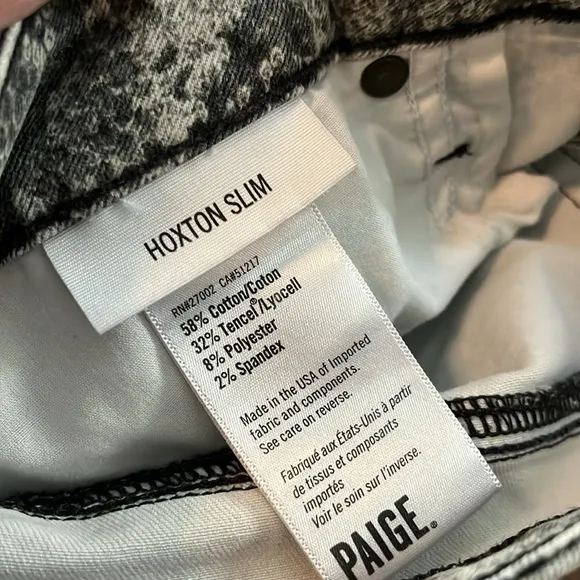 HOXTON SLIM
RN#27002 CA#51217
58% Cotton/Coton
32% Tencel®/Lyocell
8% Polyester
2% Spandex
Made in the USA of Imported
fabric and components.
See care on reverse.
Fabriqué aux États-Unis à partir
de tissus et composants
importés
Voir le soin sur l'inverse.
PAIGE®